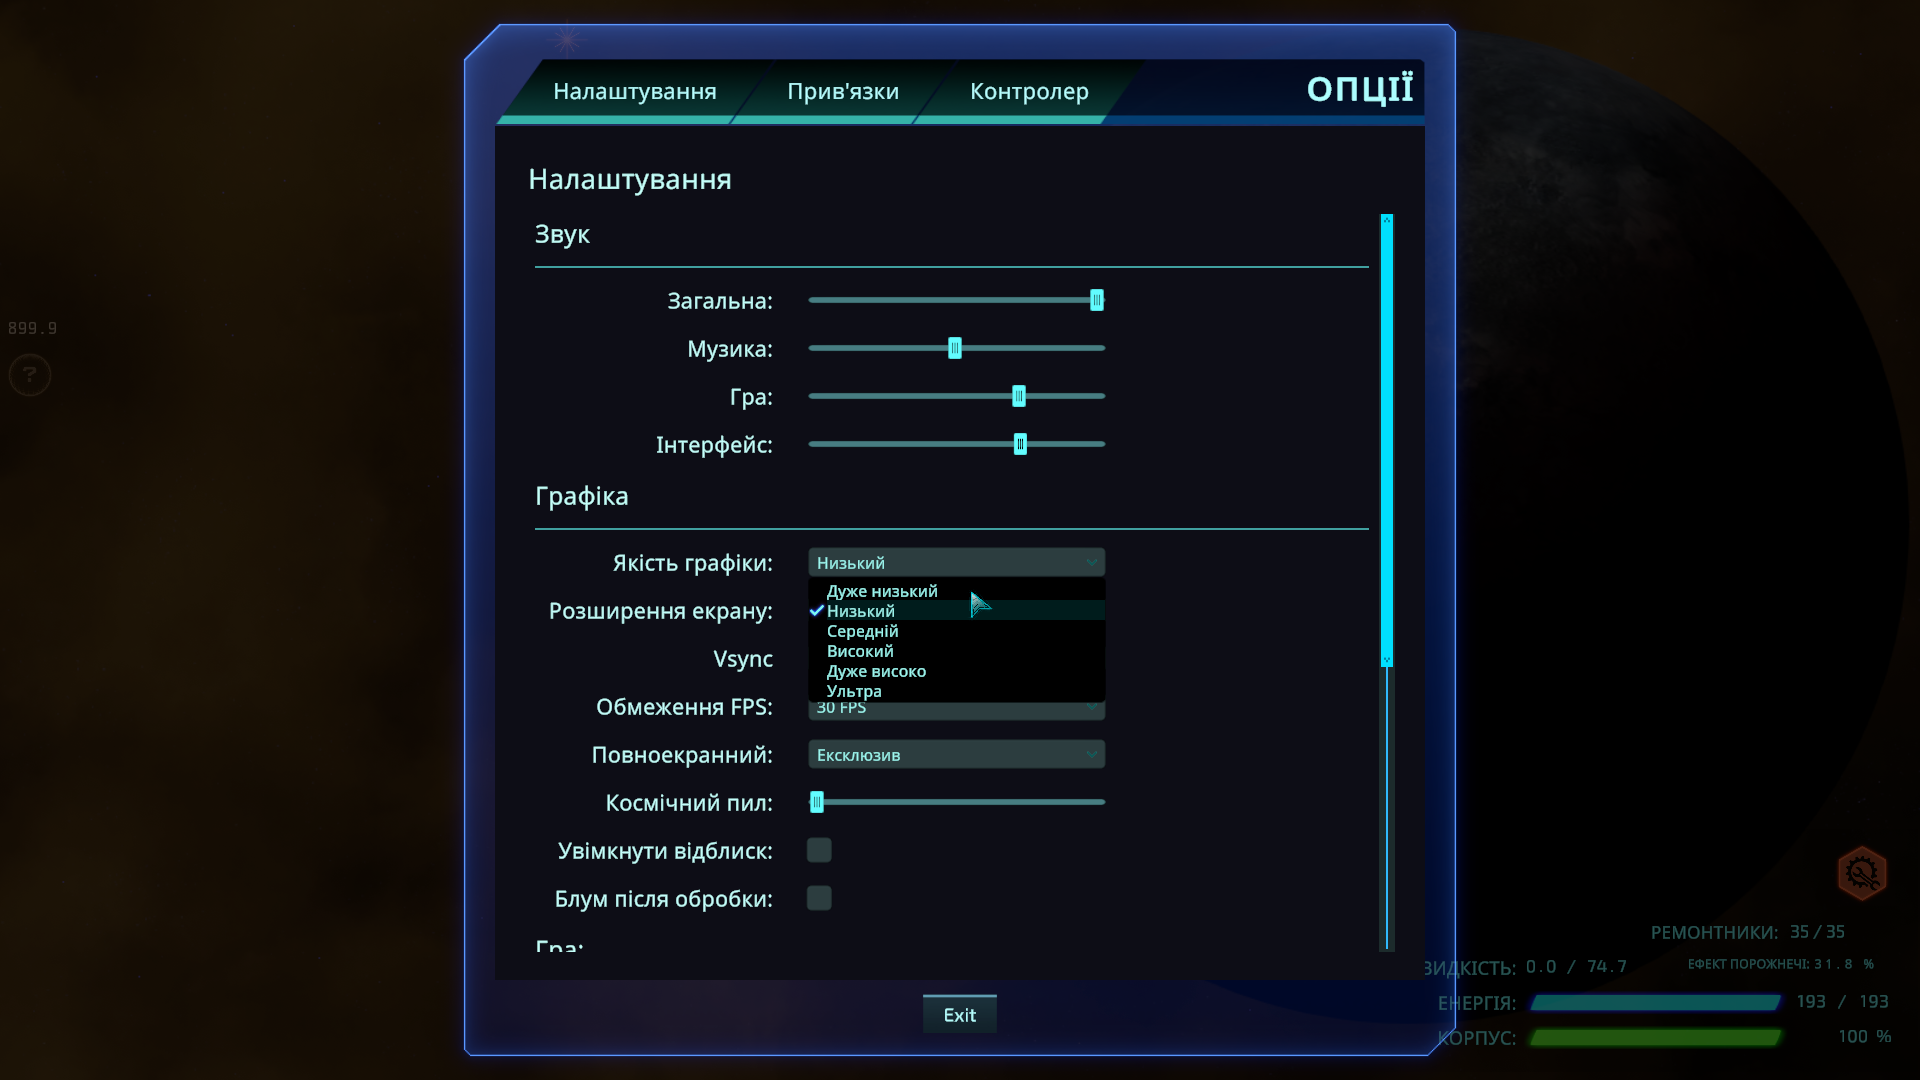 Налаштування
Прив'язки
Контролер
ОПЦІЇ
Налаштування
Звук
Загальна:
Музика:
Гра:
Інтерфейс:
Графіка
Якість графіки:
Низький
Дуже низький
Розширення екрану:
Низький
Середній
Високий
Vsync
Дуже високо
Ультра
Обмеження FPS:
30 FPS
Повноекранний:
Ексклюзив
Космічний пил:
Увімкнути відблиск:
Блум після обробки:
Гра:
Exit
899.9
?
РЕМОНТНИКИ: 35/35
ВИДКІСТЬ: 0.0 / 74.7
ЕФЕКТ ПОРОЖНЕЧІ: 31.8 %
ЕНЕРГІЯ: 193 / 193
КОРПУС: 100 %